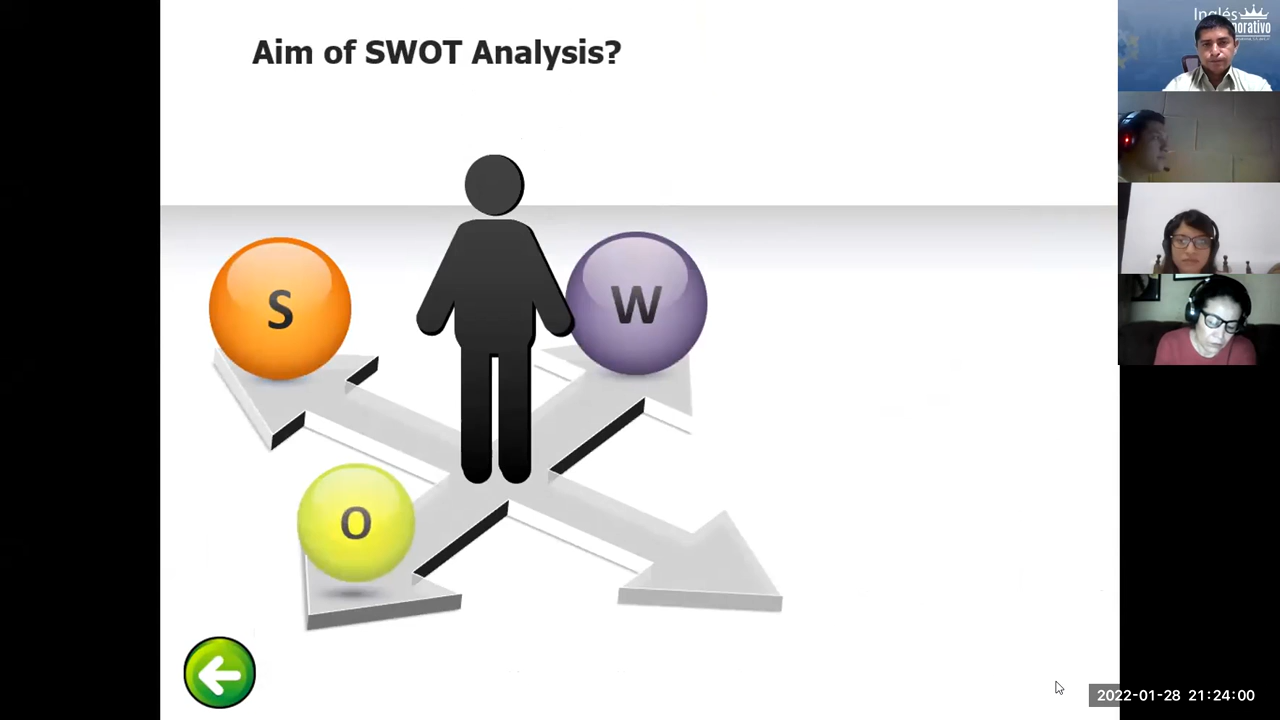 Aim of SWOT Analysis?
Inglés
S
W
O
2022-01-28 21:24:00